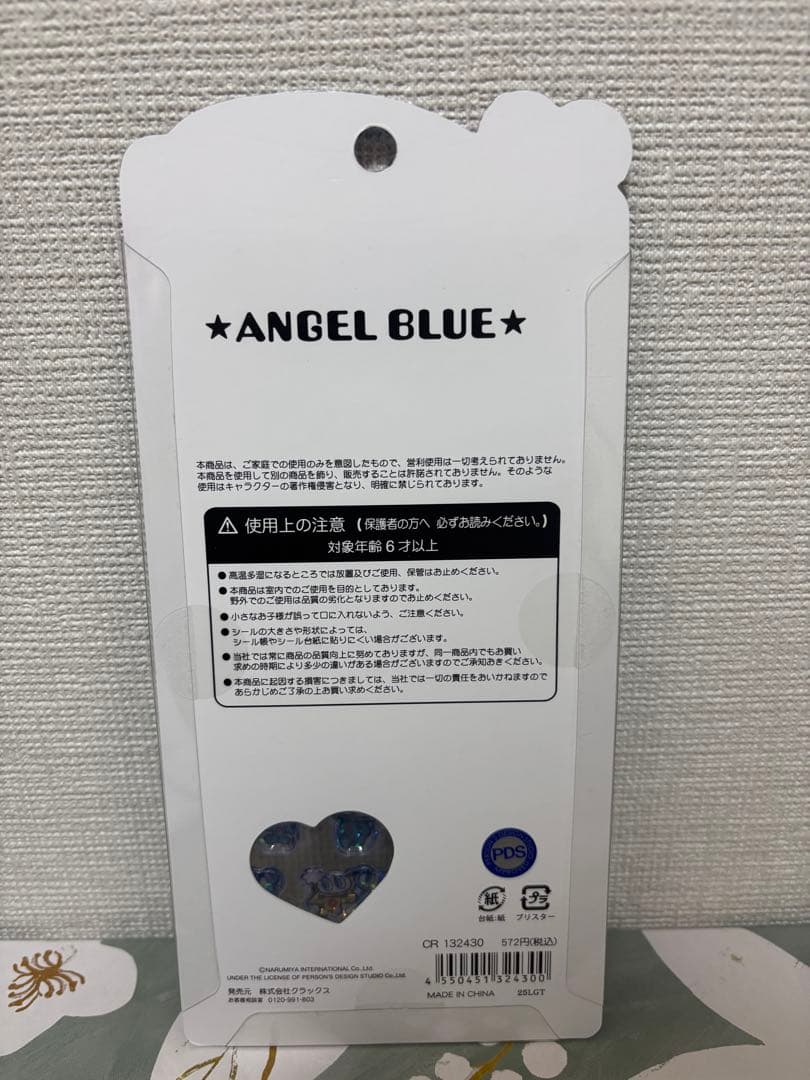 ★ANGEL BLUE★
本商品は、ご家庭での使用のみを意図したもので、営利使用は一切考えられておりません。
本商品を使用して別の商品を飾り、販売することは許諾されておりません。そのような
使用はキャラクターの著作権侵害となり、明確に禁じられております。
⚠ 使用上の注意 (保護者の方へ 必ずお読みください。)
対象年齢6才以上
●高温多湿になるところでは放置及びご使用、保管はお止めください。
●本商品は室内でのご使用を目的としております。
野外でのご使用は品質の劣化となりますのでお止めください。
●小さなお子様が誤って口に入れないよう、ご注意ください。
●シールの大きさや形状によっては、
シール帳やシール台紙に貼りにくい場合がございます。
●当社では常に商品の品質向上に努めておりますが、同一商品内でもお買い
求めの時期により多少の違いがある場合がございますのでご承知おきください。
●本商品に起因する損害につきましては、当社では一切の責任をおいかねますので
あらかじめご了承の上お買い求めください。
PDS
紙
プラ
台紙:紙 ブリスター
CR 132430 572円(税込)
4 550451 324300
MADE IN CHINA 25LGT
©NARUMIYA INTERNATIONAL Co.,Ltd.
UNDER THE LICENSE OF PERSON'S DESIGN STUDIO Co.,Ltd.
発売元 株式会社クラックス
お客様相談室 0120-991-603